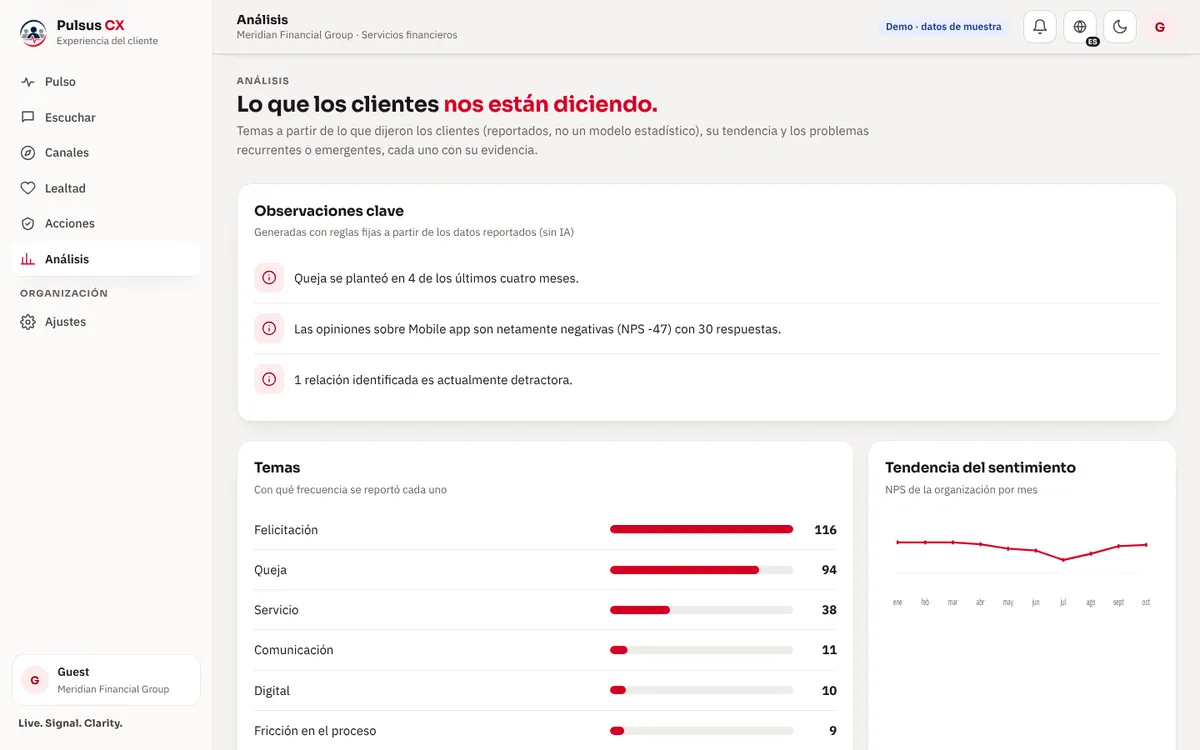 Pulsus CX
Experiencia del cliente
Pulso
Escuchar
Canales
Lealtad
Acciones
Análisis
ORGANIZACIÓN
Ajustes
G
Guest
Meridian Financial Group
Live. Signal. Clarity.
Análisis
Meridian Financial Group · Servicios financieros
Demo · datos de muestra
ES
G
ANÁLISIS
Lo que los clientes nos están diciendo.
Temas a partir de lo que dijeron los clientes (reportados, no un modelo estadístico), su tendencia y los problemas
recurrentes o emergentes, cada uno con su evidencia.
Observaciones clave
Generadas con reglas fijas a partir de los datos reportados (sin IA)
Queja se planteó en 4 de los últimos cuatro meses.
Las opiniones sobre Mobile app son netamente negativas (NPS -47) con 30 respuestas.
1 relación identificada es actualmente detractora.
Temas
Con qué frecuencia se reportó cada uno
Felicitación 116
Queja 94
Servicio 38
Comunicación 11
Digital 10
Fricción en el proceso 9
Tendencia del sentimiento
NPS de la organización por mes
ene feb mar abr may jun jul ago sept oct